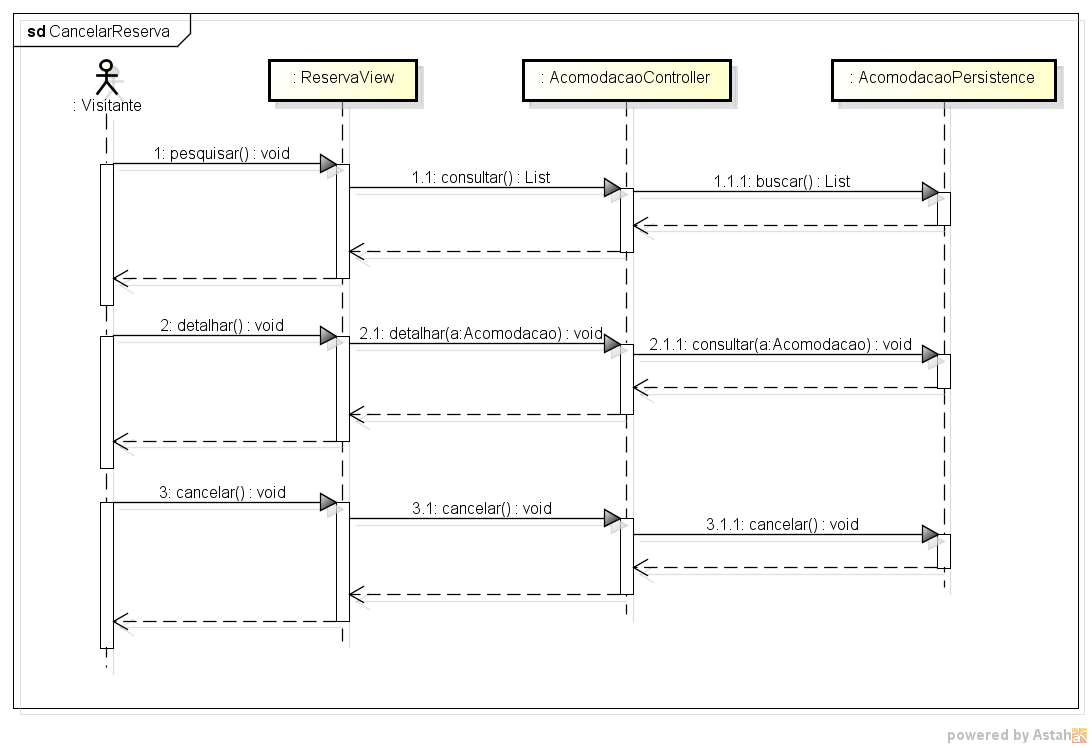 sd CancelarReserva
: Visitante
: ReservaView
: AcomodacaoController
: AcomodacaoPersistence
1: pesquisar() : void
1.1: consultar() : List
1.1.1: buscar() : List
2: detalhar() : void
2.1: detalhar(a:Acomodacao) : void
2.1.1: consultar(a:Acomodacao) : void
3: cancelar() : void
3.1: cancelar() : void
3.1.1: cancelar() : void
powered by Astah